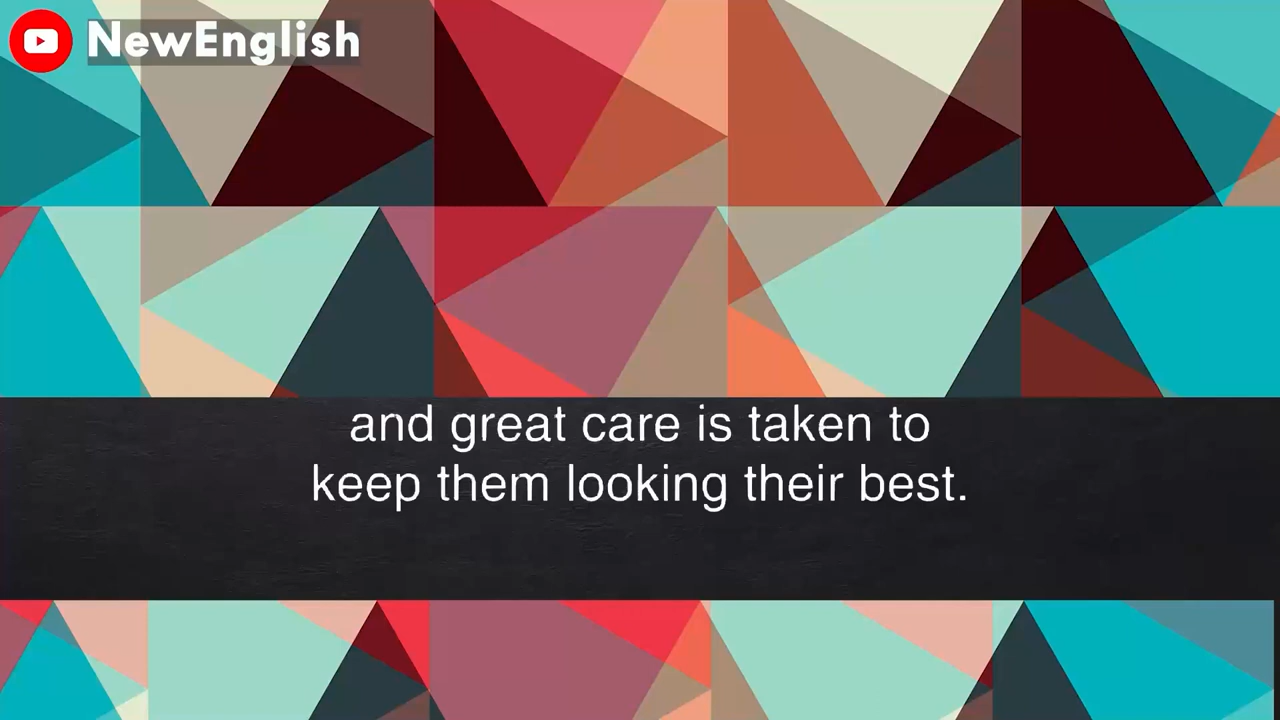 NewEnglish
and great care is taken to
keep them looking their best.